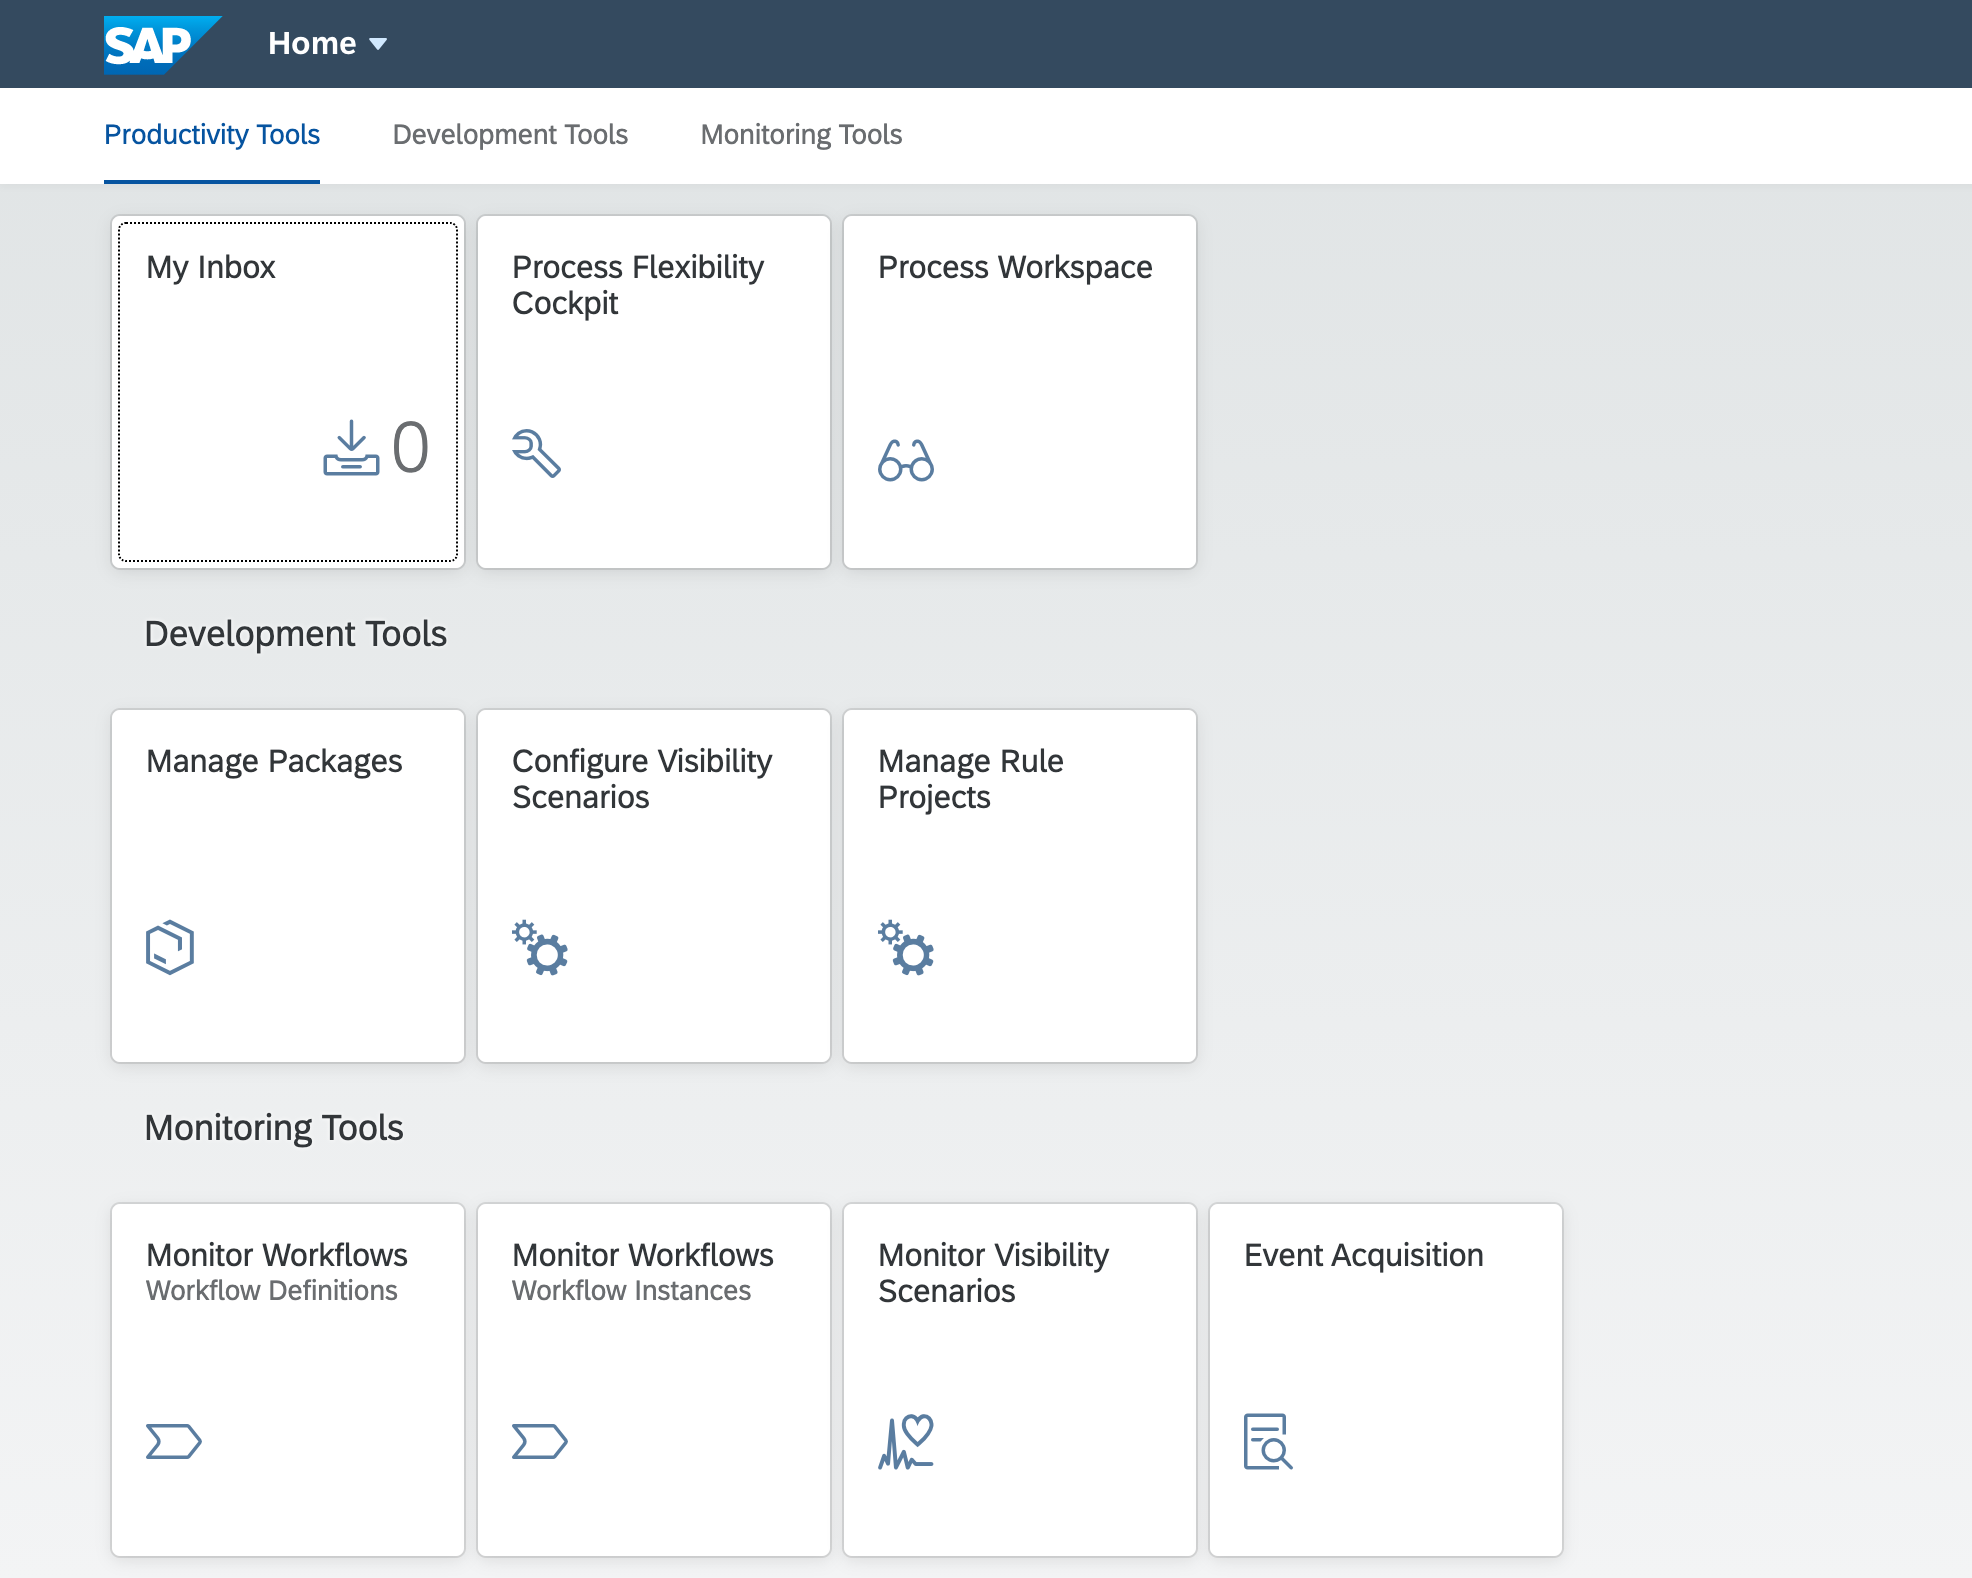 SAP Home
Productivity Tools Development Tools Monitoring Tools
My Inbox
0
Process Flexibility
Cockpit
Process Workspace
Development Tools
Manage Packages
Configure Visibility
Scenarios
Manage Rule
Projects
Monitoring Tools
Monitor Workflows
Workflow Definitions
Monitor Workflows
Workflow Instances
Monitor Visibility
Scenarios
Event Acquisition